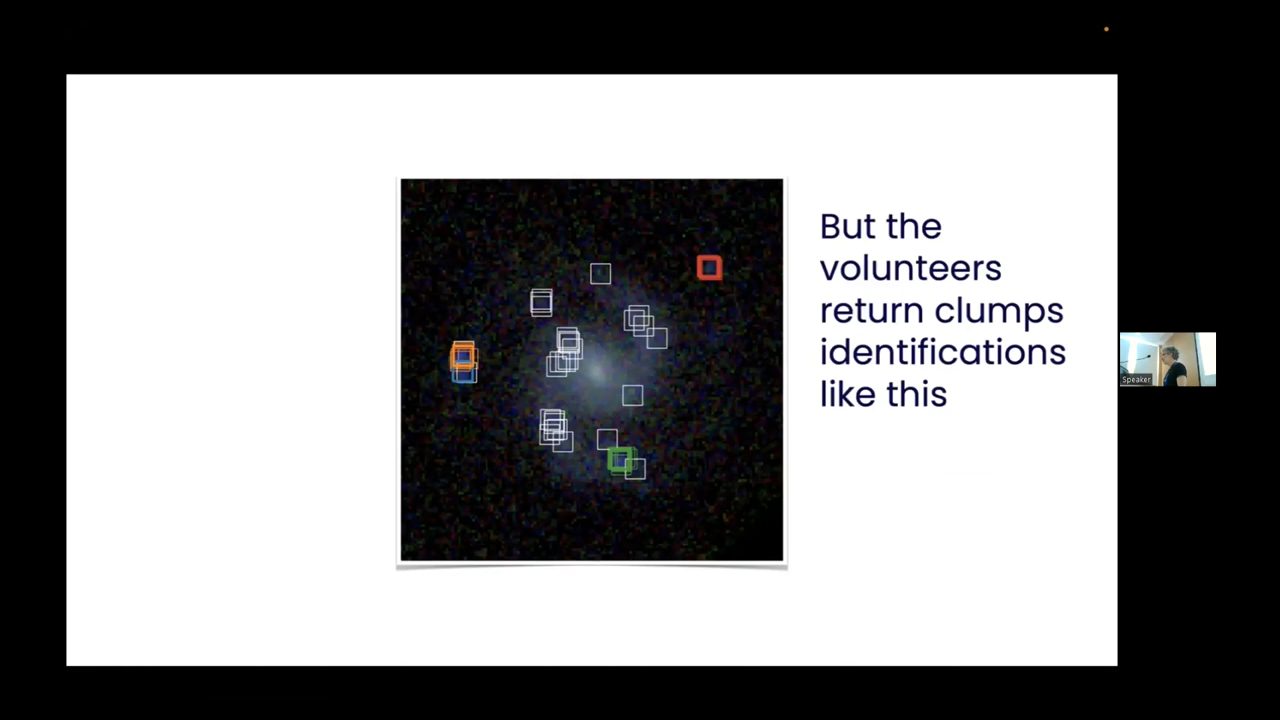 But the
volunteers
return clumps
identifications
like this
Speaker